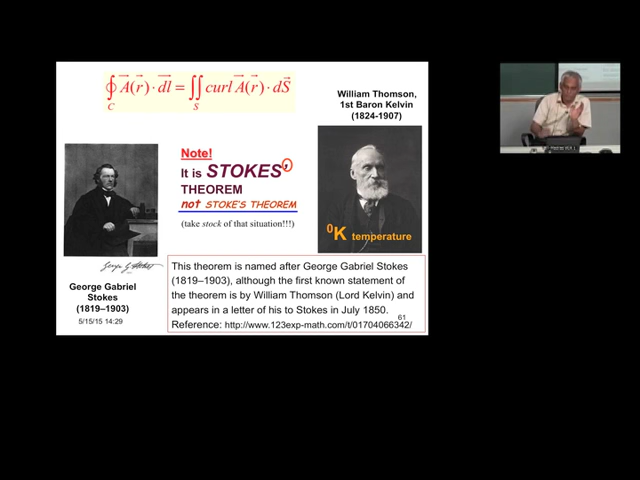 ∮_C A⃗(r⃗)·dl⃗ = ∬_S curl A⃗(r⃗)·dS⃗
William Thomson,
1st Baron Kelvin
(1824-1907)
Note!
It is STOKES’
THEOREM
not STOKE'S THEOREM
(take stock of that situation!!!)
⁰K temperature
George Gabriel
Stokes
(1819–1903)
5/15/15 14:29
This theorem is named after George Gabriel Stokes
(1819–1903), although the first known statement of
the theorem is by William Thomson (Lord Kelvin) and
appears in a letter of his to Stokes in July 1850.
Reference: http://www.123exp-math.com/t/01704066342/
61